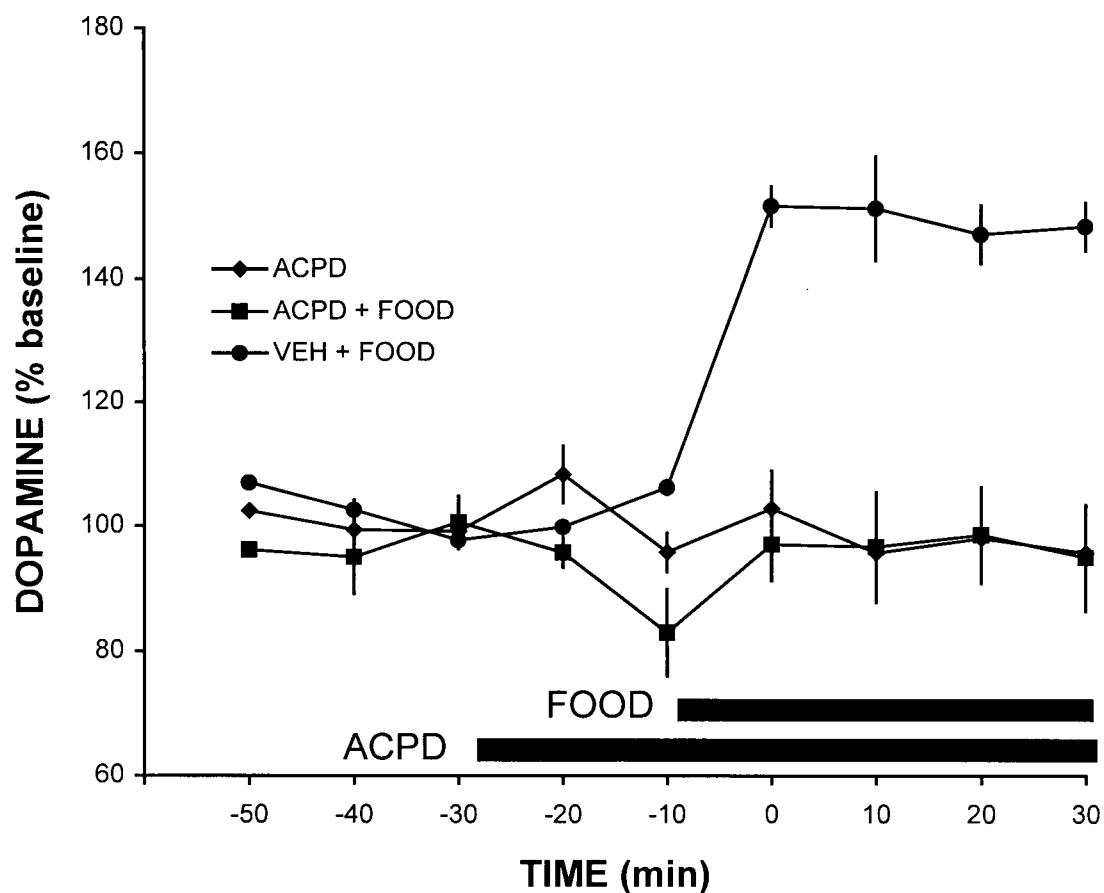 180
160
140
120
100
80
60
DOPAMINE (% baseline)
ACPD
ACPD + FOOD
VEH + FOOD
FOOD
ACPD
-50 -40 -30 -20 -10 0 10 20 30
TIME (min)